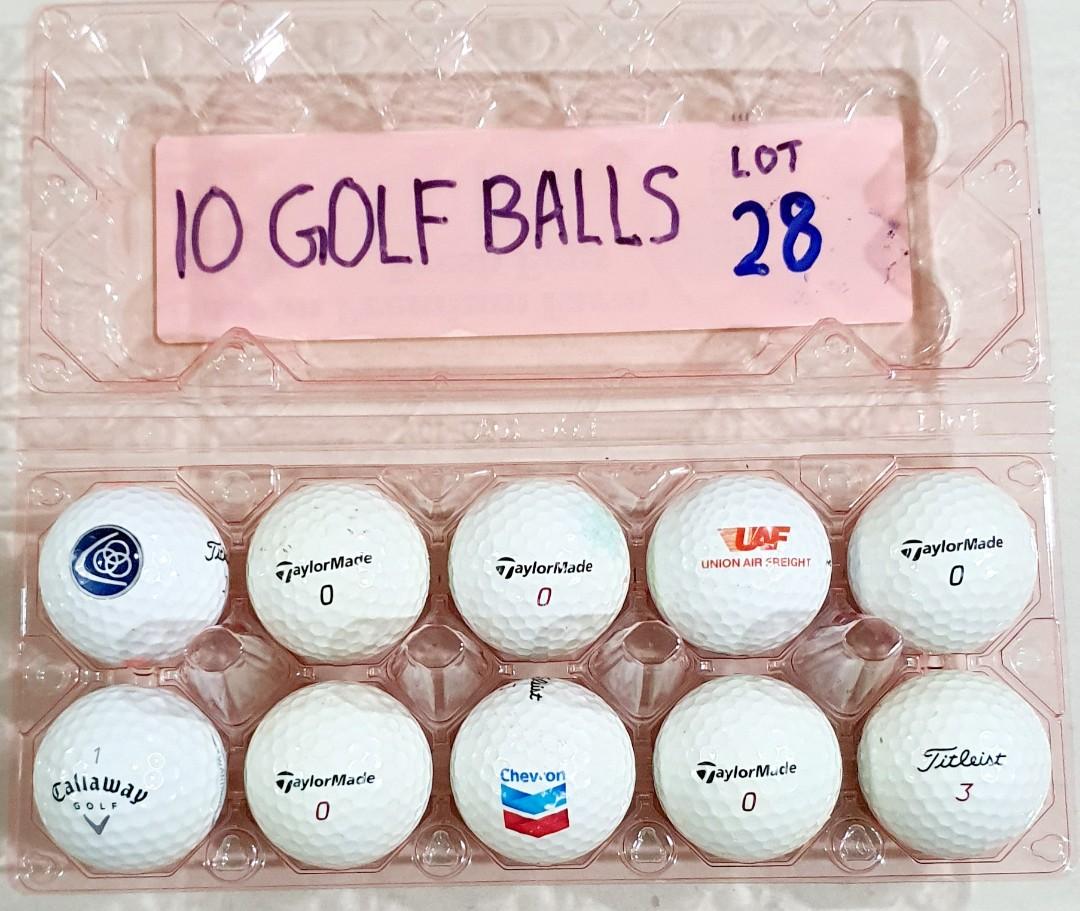 10 GOLF BALLS
LOT
28
TaylorMade
0
TaylorMade
0
UAF
UNION AIR FREIGHT
TaylorMade
0
1
Callaway
GOLF
TaylorMade
0
Chevron
TaylorMade
0
Titleist
3